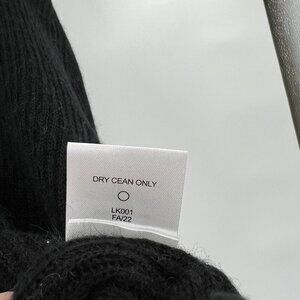 DRY CEAN ONLY
LK001
FA/22